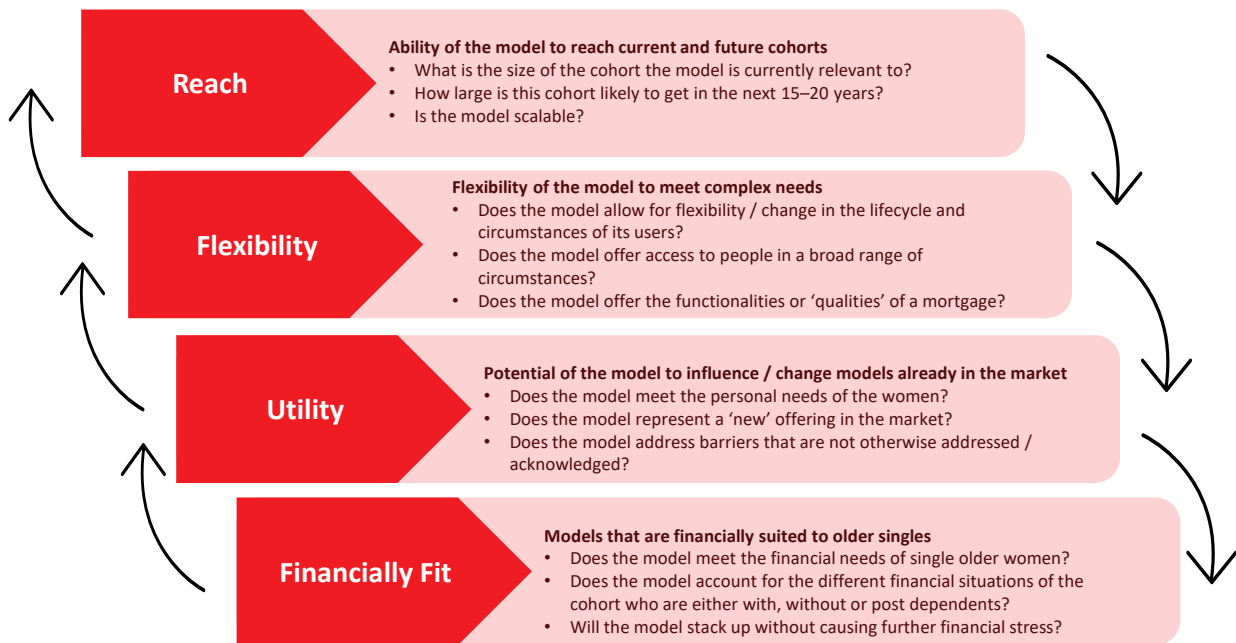 Reach
Ability of the model to reach current and future cohorts
• What is the size of the cohort the model is currently relevant to?
• How large is this cohort likely to get in the next 15–20 years?
• Is the model scalable?
Flexibility
Flexibility of the model to meet complex needs
• Does the model allow for flexibility / change in the lifecycle and
circumstances of its users?
• Does the model offer access to people in a broad range of
circumstances?
• Does the model offer the functionalities or ‘qualities’ of a mortgage?
Utility
Potential of the model to influence / change models already in the market
• Does the model meet the personal needs of the women?
• Does the model represent a ‘new’ offering in the market?
• Does the model address barriers that are not otherwise addressed /
acknowledged?
Financially Fit
Models that are financially suited to older singles
• Does the model meet the financial needs of single older women?
• Does the model account for the different financial situations of the
cohort who are either with, without or post dependents?
• Will the model stack up without causing further financial stress?